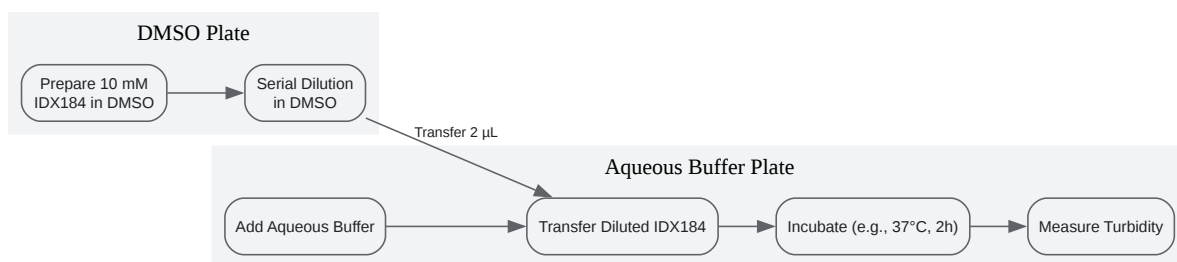 DMSO Plate
Prepare 10 mM
IDX184 in DMSO
Serial Dilution
in DMSO
Transfer 2 µL
Aqueous Buffer Plate
Add Aqueous Buffer
Transfer Diluted IDX184
Incubate (e.g., 37°C, 2h)
Measure Turbidity